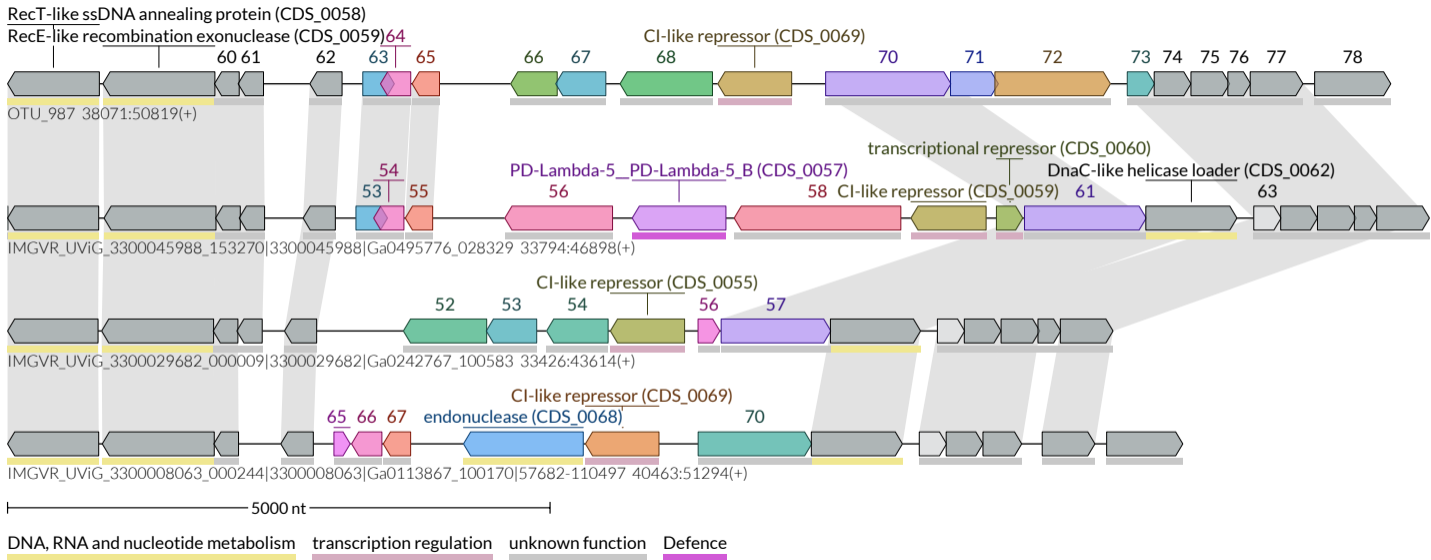 RecT-like ssDNA annealing protein (CDS_0058)
RecE-like recombination exonuclease (CDS_0059) 64 CI-like repressor (CDS_0069)
60 61 62 63 65 66 67 68 70 71 72 73 74 75 76 77 78
OTU_987 38071:50819(+)
transcriptional repressor (CDS_0060)
54 PD-Lambda-5__PD-Lambda-5_B (CDS_0057) DnaC-like helicase loader (CDS_0062)
53 55 56 58 CI-like repressor (CDS_0059) 61 63
IMGVR_UViG_3300045988_153270|3300045988|Ga0495776_028329 33794:46898(+)
CI-like repressor (CDS_0055)
52 53 54 56 57
IMGVR_UViG_3300029682_000009|3300029682|Ga0242767_100583 33426:43614(+)
CI-like repressor (CDS_0069)
65 66 67 endonuclease (CDS_0068) 70
IMGVR_UViG_3300008063_000244|3300008063|Ga0113867_100170|57682-110497 40463:51294(+)
5000 nt
DNA, RNA and nucleotide metabolism transcription regulation unknown function Defence